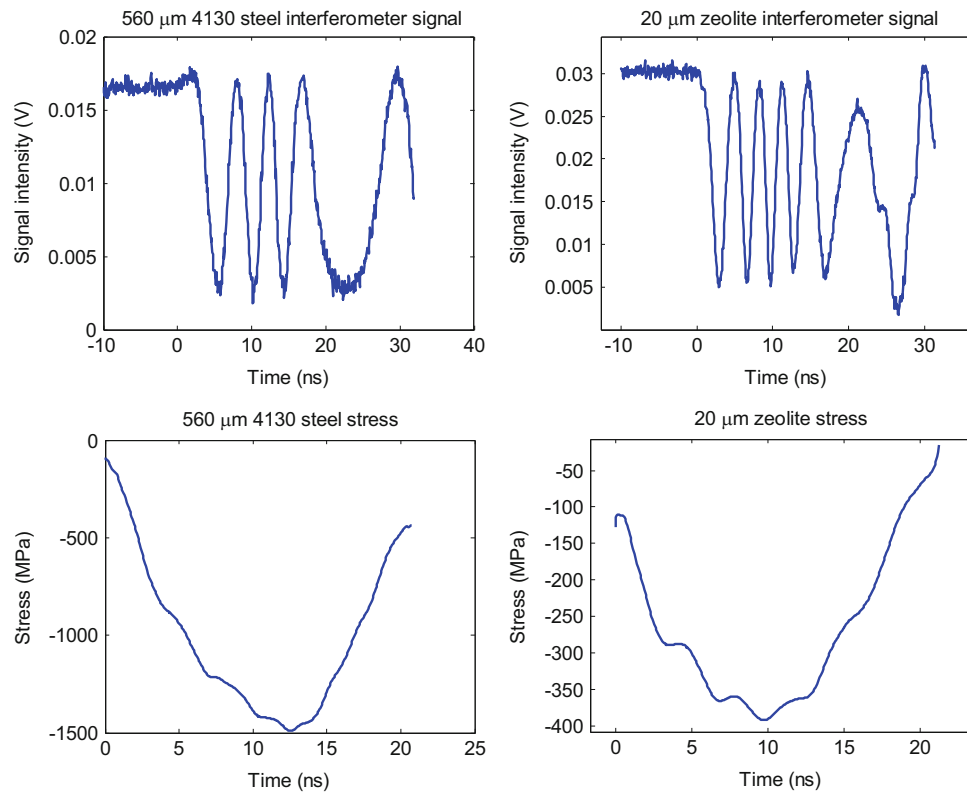 560 μm 4130 steel interferometer signal
20 μm zeolite interferometer signal
0.02
0.015
0.01
0.005
0
Signal intensity (V)
-10 0 10 20 30 40
Time (ns)
0.03
0.025
0.02
0.015
0.01
0.005
Signal intensity (V)
-10 0 10 20 30
Time (ns)
560 μm 4130 steel stress
20 μm zeolite stress
0
-500
-1000
-1500
Stress (MPa)
0 5 10 15 20 25
Time (ns)
-50
-100
-150
-200
-250
-300
-350
-400
Stress (MPa)
0 5 10 15 20
Time (ns)